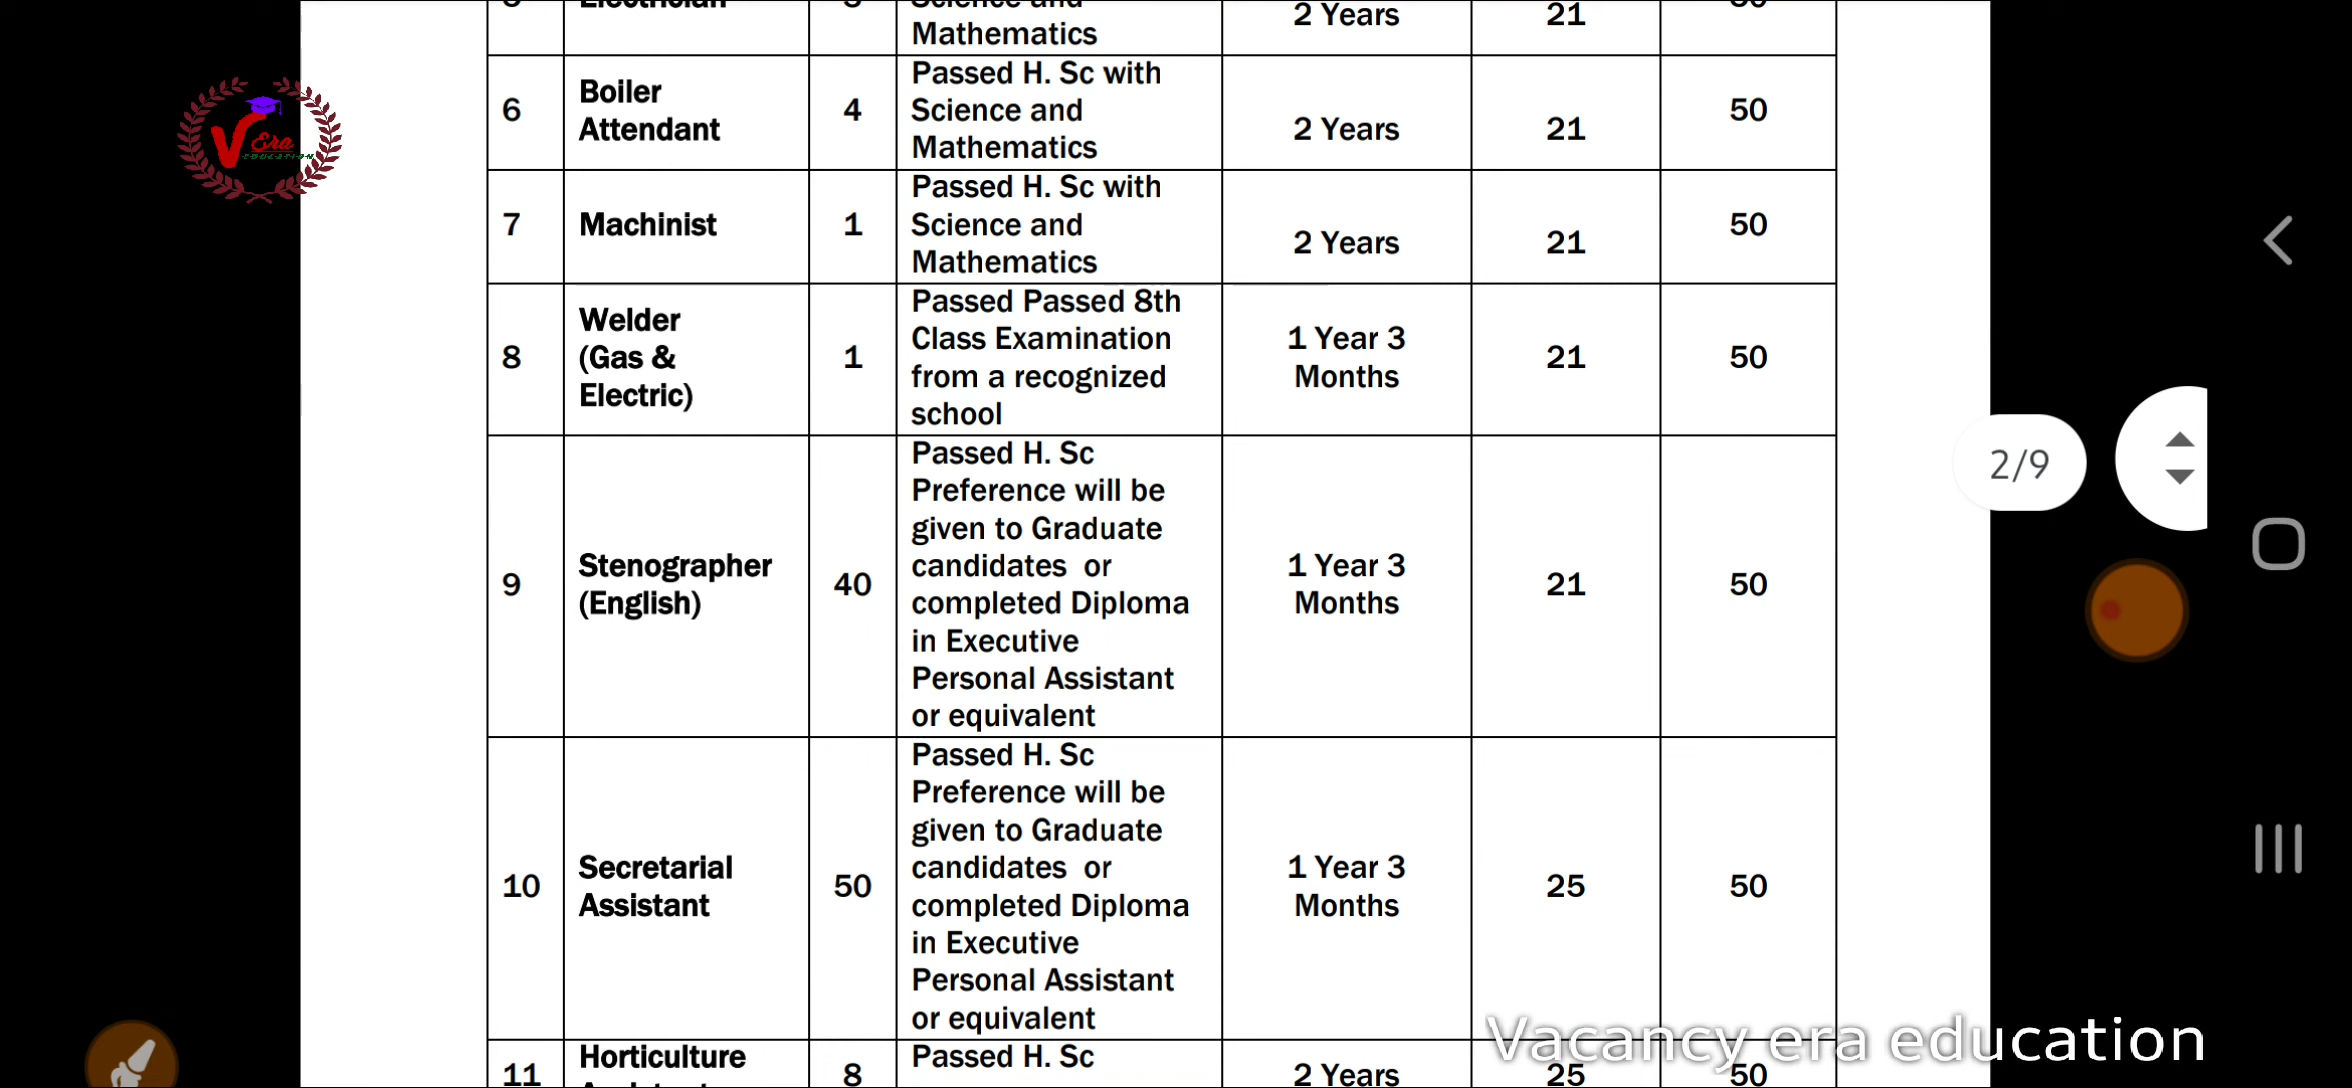 Electrician
Science and
Mathematics
2 Years
21
50
6
Boiler
Attendant
4
Passed H. Sc with
Science and
Mathematics
2 Years
21
50
7
Machinist
1
Passed H. Sc with
Science and
Mathematics
2 Years
21
50
8
Welder
(Gas &
Electric)
1
Passed Passed 8th
Class Examination
from a recognized
school
1 Year 3
Months
21
50
9
Stenographer
(English)
40
Passed H. Sc
Preference will be
given to Graduate
candidates or
completed Diploma
in Executive
Personal Assistant
or equivalent
1 Year 3
Months
21
50
10
Secretarial
Assistant
50
Passed H. Sc
Preference will be
given to Graduate
candidates or
completed Diploma
in Executive
Personal Assistant
or equivalent
1 Year 3
Months
25
50
11
Horticulture
8
Passed H. Sc
2 Years
25
50
V Era
EDUCATION
2/9
Vacancy era education